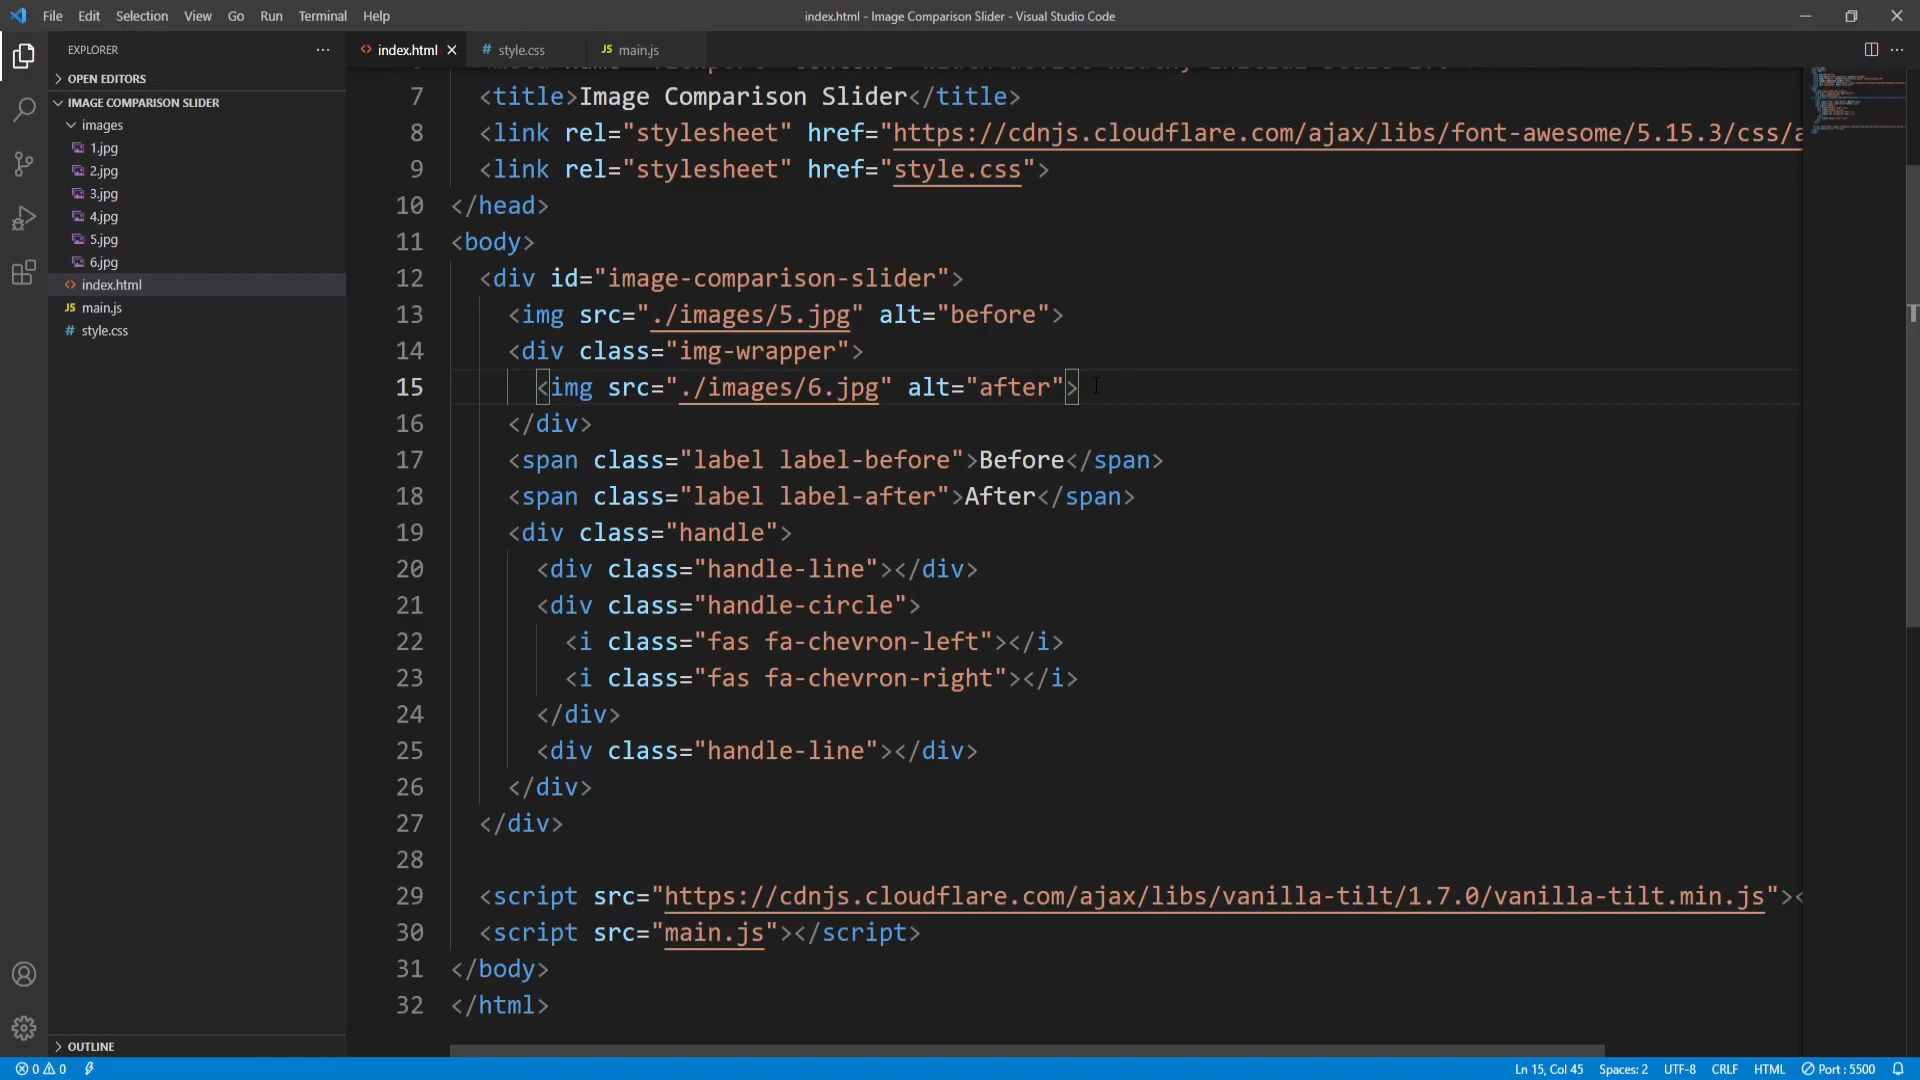 File Edit Selection View Go Run Terminal Help
index.html - Image Comparison Slider - Visual Studio Code
EXPLORER
OPEN EDITORS
IMAGE COMPARISON SLIDER
images
1.jpg
2.jpg
3.jpg
4.jpg
5.jpg
6.jpg
index.html
JS main.js
# style.css
OUTLINE
index.html
# style.css
JS main.js
7 <title>Image Comparison Slider</title>
8 <link rel="stylesheet" href="https://cdnjs.cloudflare.com/ajax/libs/font-awesome/5.15.3/css/a
9 <link rel="stylesheet" href="style.css">
10 </head>
11 <body>
12 <div id="image-comparison-slider">
13 <img src="./images/5.jpg" alt="before">
14 <div class="img-wrapper">
15 <img src="./images/6.jpg" alt="after">
16 </div>
17 <span class="label label-before">Before</span>
18 <span class="label label-after">After</span>
19 <div class="handle">
20 <div class="handle-line"></div>
21 <div class="handle-circle">
22 <i class="fas fa-chevron-left"></i>
23 <i class="fas fa-chevron-right"></i>
24 </div>
25 <div class="handle-line"></div>
26 </div>
27 </div>
28
29 <script src="https://cdnjs.cloudflare.com/ajax/libs/vanilla-tilt/1.7.0/vanilla-tilt.min.js"><
30 <script src="main.js"></script>
31 </body>
32 </html>
0 0
Ln 15, Col 45 Spaces: 2 UTF-8 CRLF HTML Port : 5500